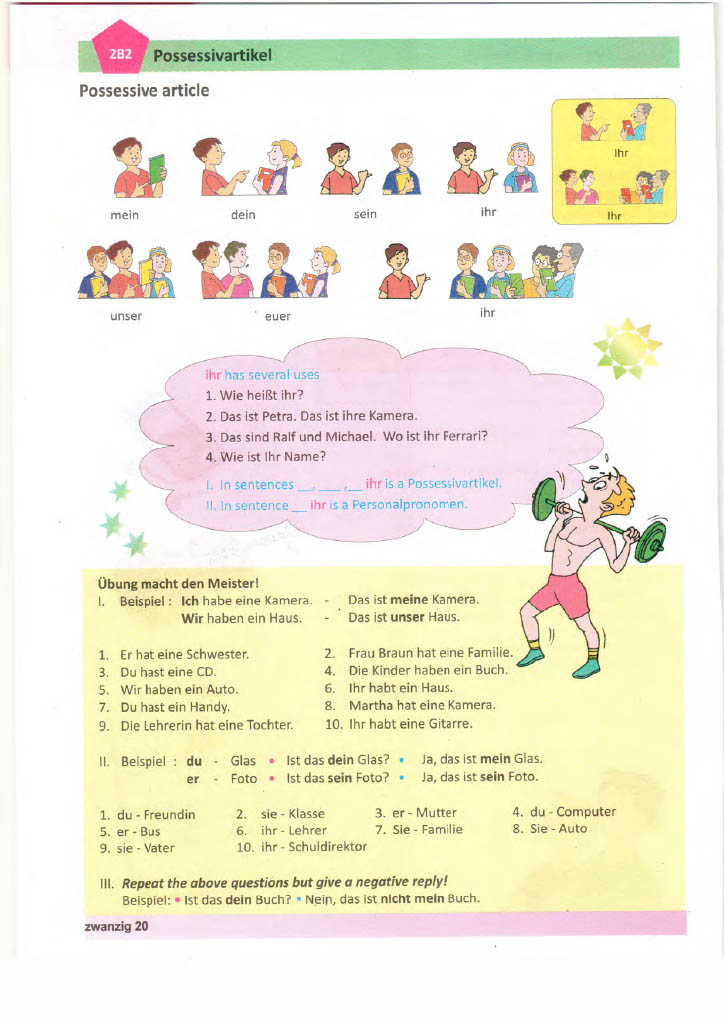 2B2 Possessivartikel
Possessive article
mein dein sein ihr Ihr
Ihr
unser euer ihr
ihr has several uses
1. Wie heißt ihr?
2. Das ist Petra. Das ist ihre Kamera.
3. Das sind Ralf und Michael. Wo ist ihr Ferrari?
4. Wie ist Ihr Name?
I. In sentences __, ___ ,__ ihr is a Possessivartikel.
II. In sentence __ ihr is a Personalpronomen.
Übung macht den Meister!
I. Beispiel : Ich habe eine Kamera. - Das ist meine Kamera.
Wir haben ein Haus. - Das ist unser Haus.
1. Er hat eine Schwester. 2. Frau Braun hat eine Familie.
3. Du hast eine CD. 4. Die Kinder haben ein Buch.
5. Wir haben ein Auto. 6. Ihr habt ein Haus.
7. Du hast ein Handy. 8. Martha hat eine Kamera.
9. Die Lehrerin hat eine Tochter. 10. Ihr habt eine Gitarre.
II. Beispiel : du - Glas • Ist das dein Glas? ▪ Ja, das ist mein Glas.
er - Foto • Ist das sein Foto? ▪ Ja, das ist sein Foto.
1. du - Freundin 2. sie - Klasse 3. er - Mutter 4. du - Computer
5. er - Bus 6. ihr - Lehrer 7. Sie - Familie 8. Sie - Auto
9. sie - Vater 10. ihr - Schuldirektor
III. Repeat the above questions but give a negative reply!
Beispiel: • Ist das dein Buch? ▪ Nein, das ist nicht mein Buch.
zwanzig 20